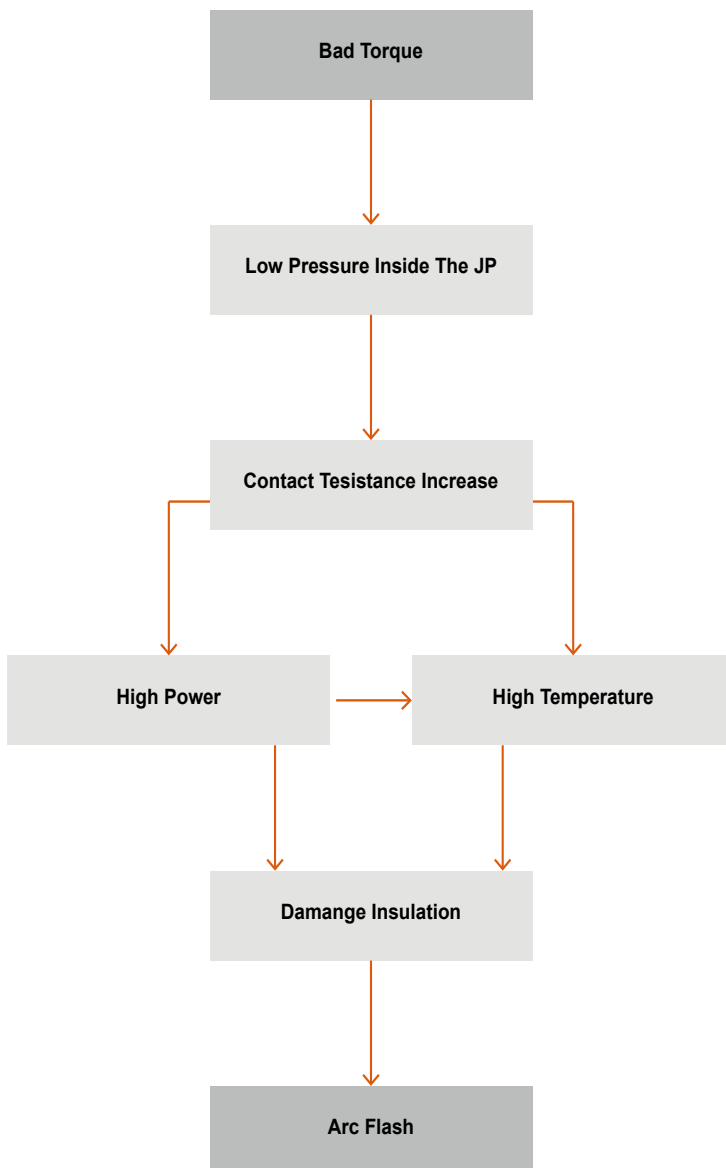 Bad Torque
Low Pressure Inside The JP
Contact Tesistance Increase
High Power
High Temperature
Damange Insulation
Arc Flash